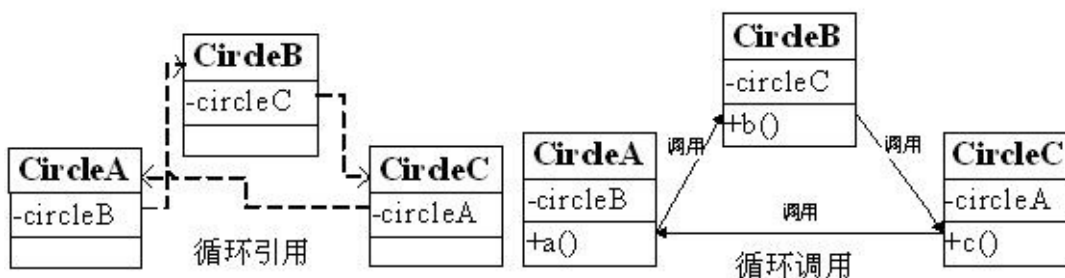 CircleB
-circleC
CircleA
-circleB
CircleC
-circleA
循环引用
CircleB
-circleC
+b()
CircleA
-circleB
+a()
调用
调用
调用
CircleC
-circleA
+c()
循环调用